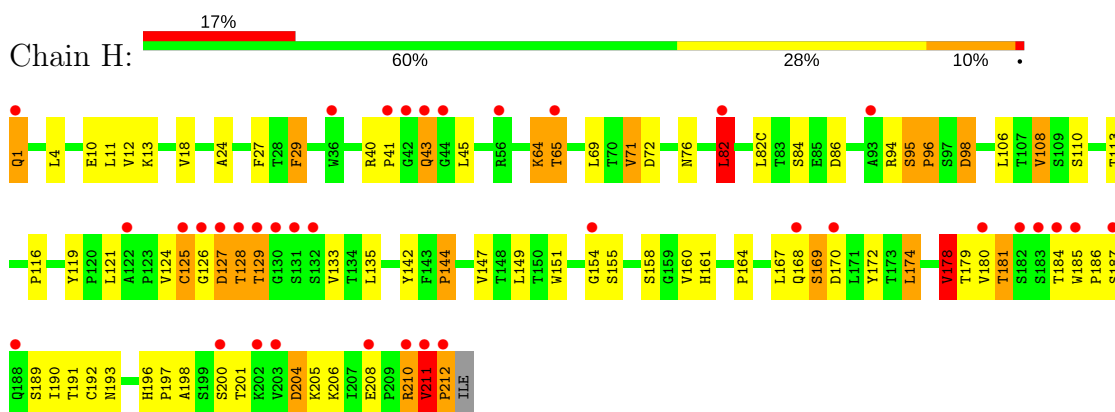 17%
Chain H:
60% 28% 10% •
Q1 L4 E10 L11 V12 K13 V18 A24 F27 T28 F29 W36 R40 P41 G42 Q43 G44 L45 R56 K64 T65 L69 T70 V71 D72 N76 L82 L82C T83 S84 E85 D86 A93 R94 S95 P96 S97 D98 L106 T107 V108 S109 S110 T113
P116 Y119 P120 L121 A122 P123 V124 C125 G126 D127 T128 T129 G130 S131 S132 V133 T134 L135 Y142 F143 P144 V147 T148 L149 T150 W151 G154 S155 S158 G159 V160 H161 P164 L167 Q168 S169 D170 L171 Y172 T173 L174 V178 T179 V180 T181 S182 S183 T184 W185 P186 S187
Q188 S189 I190 T191 C192 N193 H196 P197 A198 S199 S200 T201 K202 V203 D204 K205 K206 I207 E208 P209 R210 V211 P212 ILE